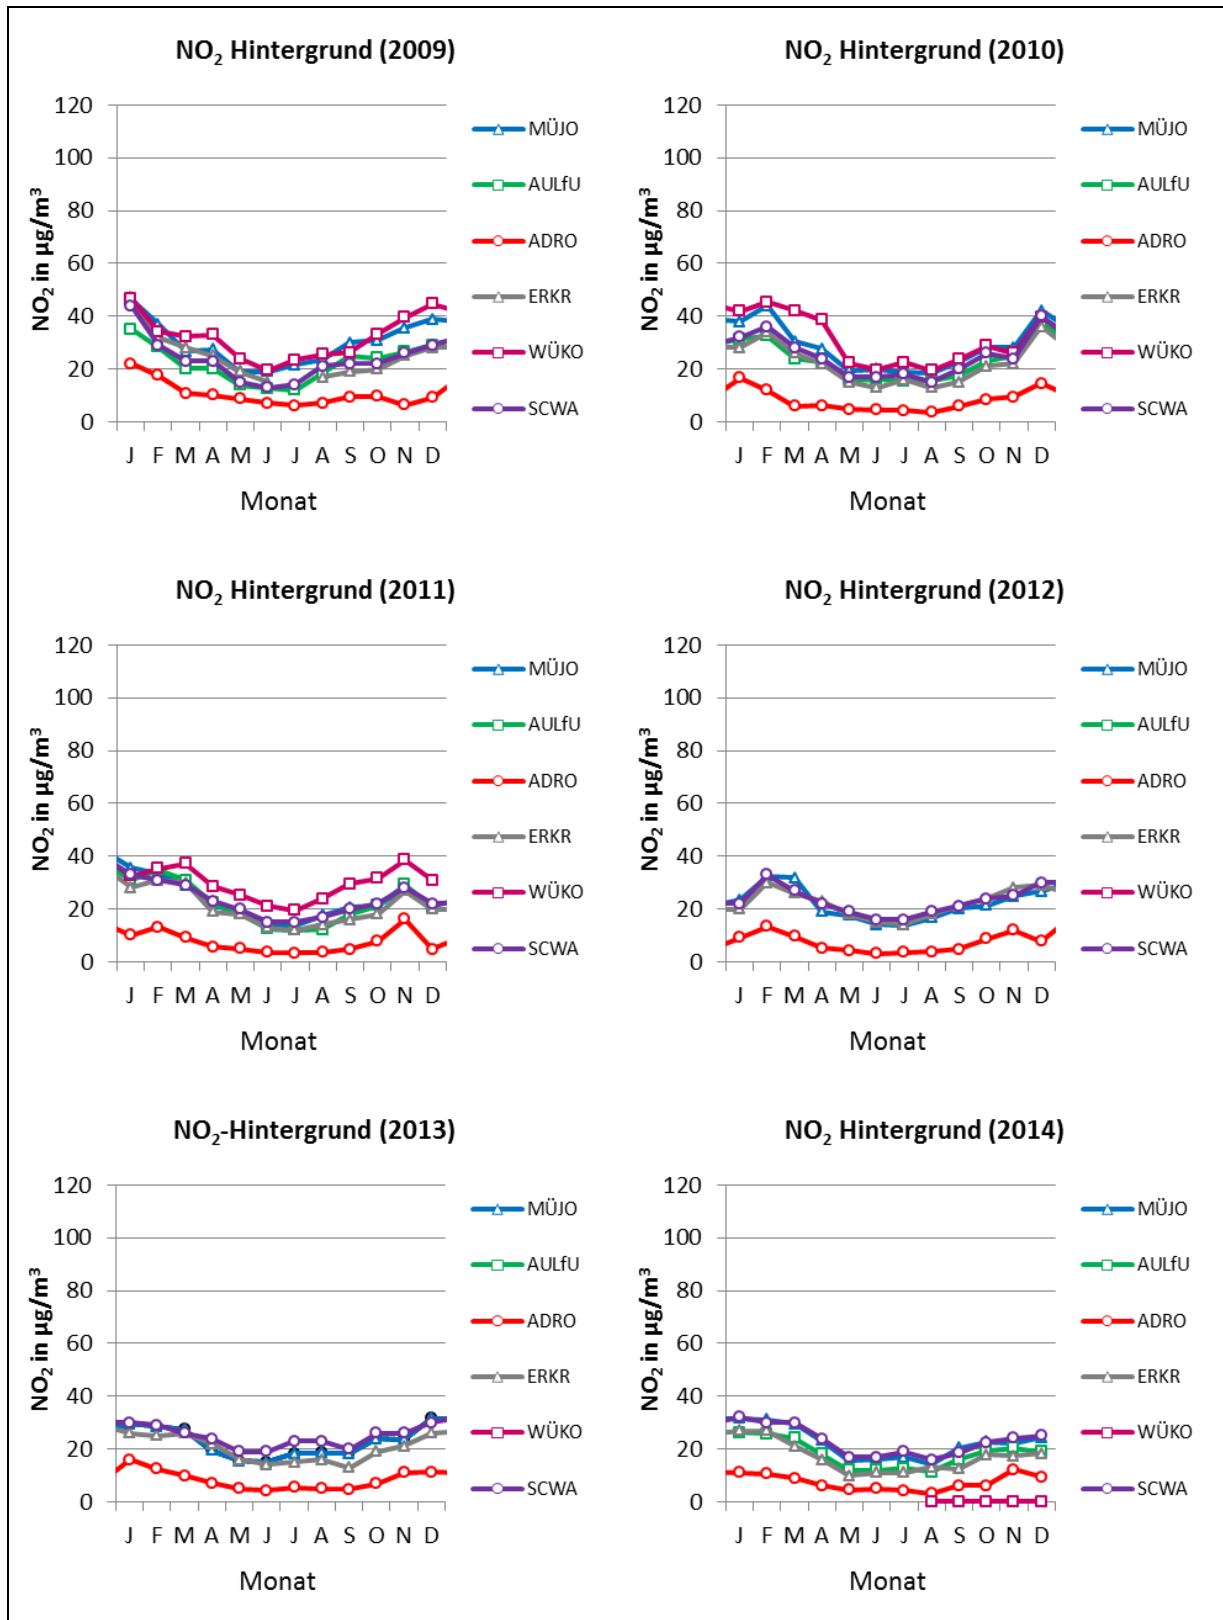 NO₂ Hintergrund (2009)
NO₂ in µg/m³
120
100
80
60
40
20
0
J F M A M J J A S O N D
Monat
MÜJO
AULfU
ADRO
ERKR
WÜKO
SCWA
NO₂ Hintergrund (2010)
NO₂ in µg/m³
120
100
80
60
40
20
0
J F M A M J J A S O N D
Monat
MÜJO
AULfU
ADRO
ERKR
WÜKO
SCWA
NO₂ Hintergrund (2011)
NO₂ in µg/m³
120
100
80
60
40
20
0
J F M A M J J A S O N D
Monat
MÜJO
AULfU
ADRO
ERKR
WÜKO
SCWA
NO₂ Hintergrund (2012)
NO₂ in µg/m³
120
100
80
60
40
20
0
J F M A M J J A S O N D
Monat
MÜJO
AULfU
ADRO
ERKR
WÜKO
SCWA
NO₂-Hintergrund (2013)
NO₂ in µg/m³
120
100
80
60
40
20
0
J F M A M J J A S O N D
Monat
MÜJO
AULfU
ADRO
ERKR
WÜKO
SCWA
NO₂ Hintergrund (2014)
NO₂ in µg/m³
120
100
80
60
40
20
0
J F M A M J J A S O N D
Monat
MÜJO
AULfU
ADRO
ERKR
WÜKO
SCWA